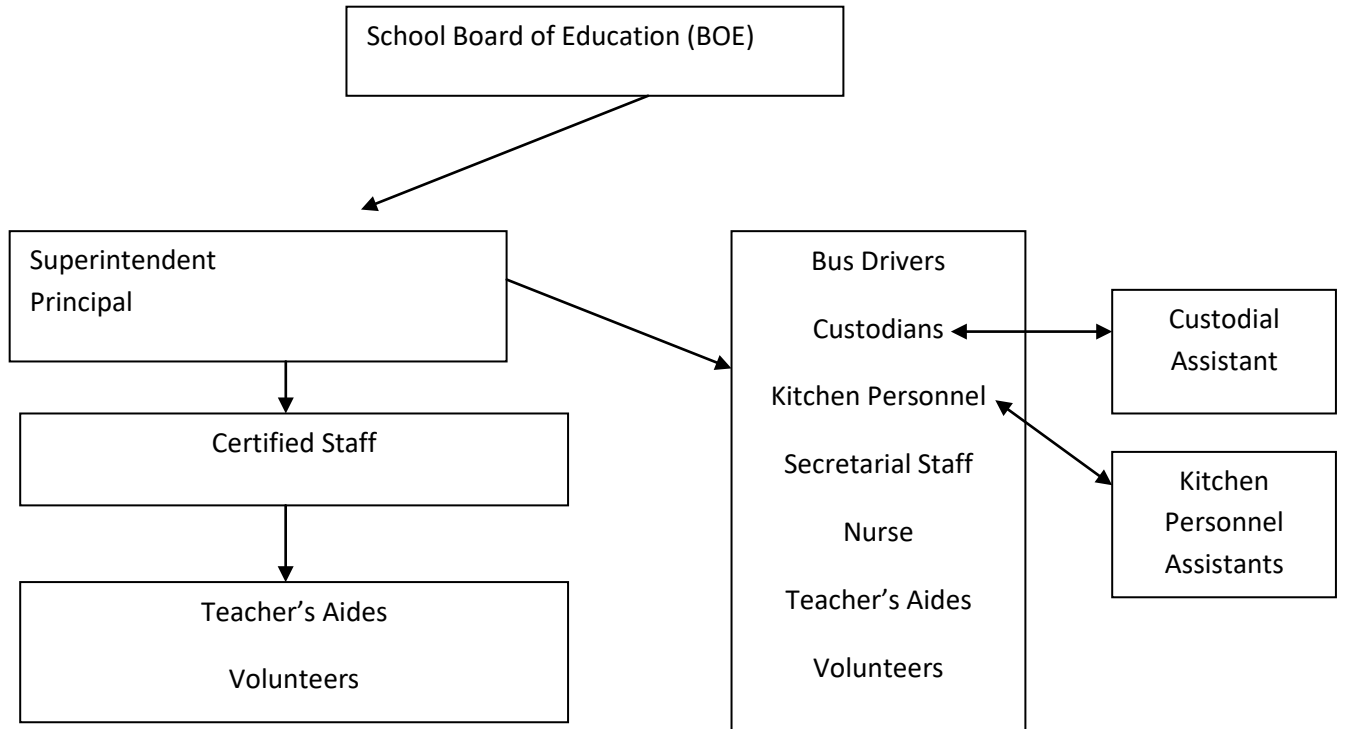 School Board of Education (BOE)
Superintendent
Principal
Certified Staff
Teacher’s Aides
Volunteers
Bus Drivers
Custodians
Kitchen Personnel
Secretarial Staff
Nurse
Teacher’s Aides
Volunteers
Custodial
Assistant
Kitchen
Personnel
Assistants